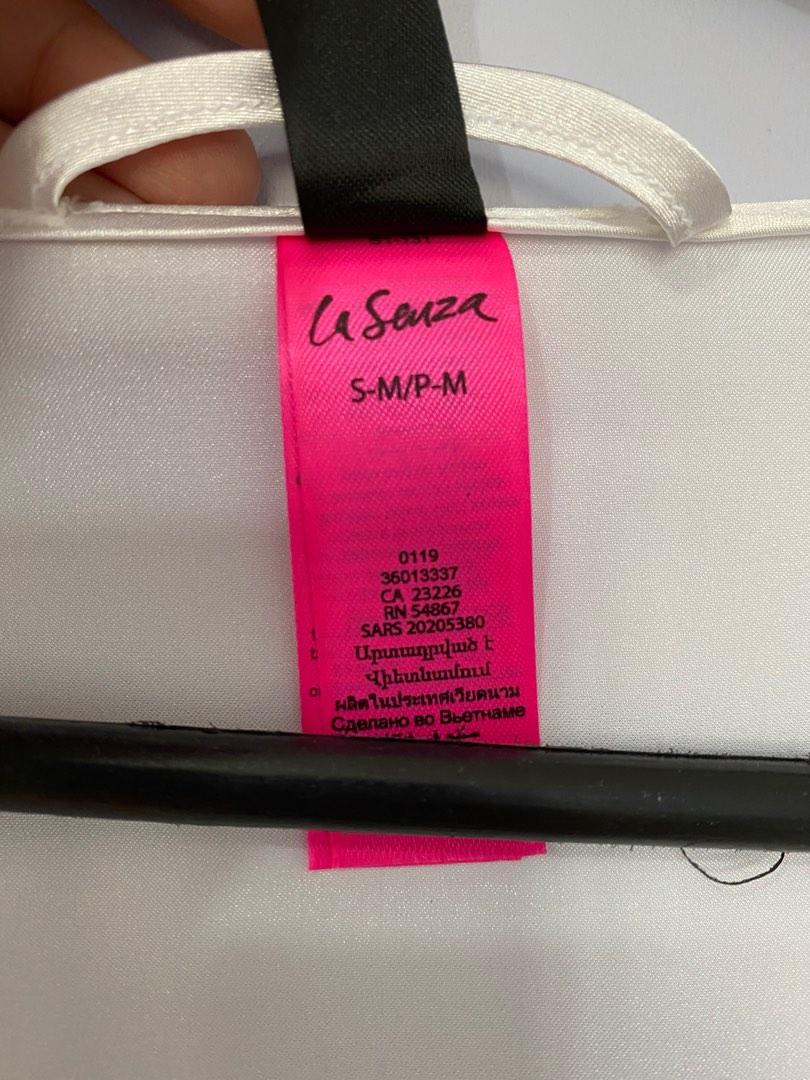 La Senza
S-M/P-M
0119
36013337
CA 23226
RN 54867
SARS 20205380
Արտադրված է
Վիետնամում
ผลิตในประเทศเวียดนาม
Сделано во Вьетнаме